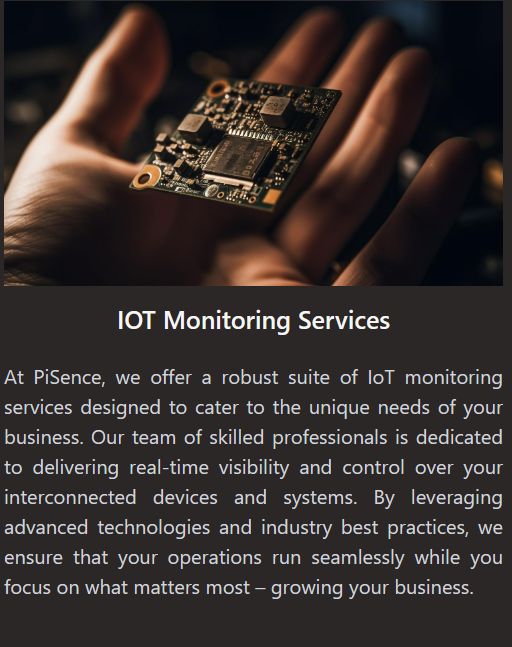 IOT Monitoring Services
At PiSence, we offer a robust suite of IoT monitoring
services designed to cater to the unique needs of your
business. Our team of skilled professionals is dedicated
to delivering real-time visibility and control over your
interconnected devices and systems. By leveraging
advanced technologies and industry best practices, we
ensure that your operations run seamlessly while you
focus on what matters most – growing your business.